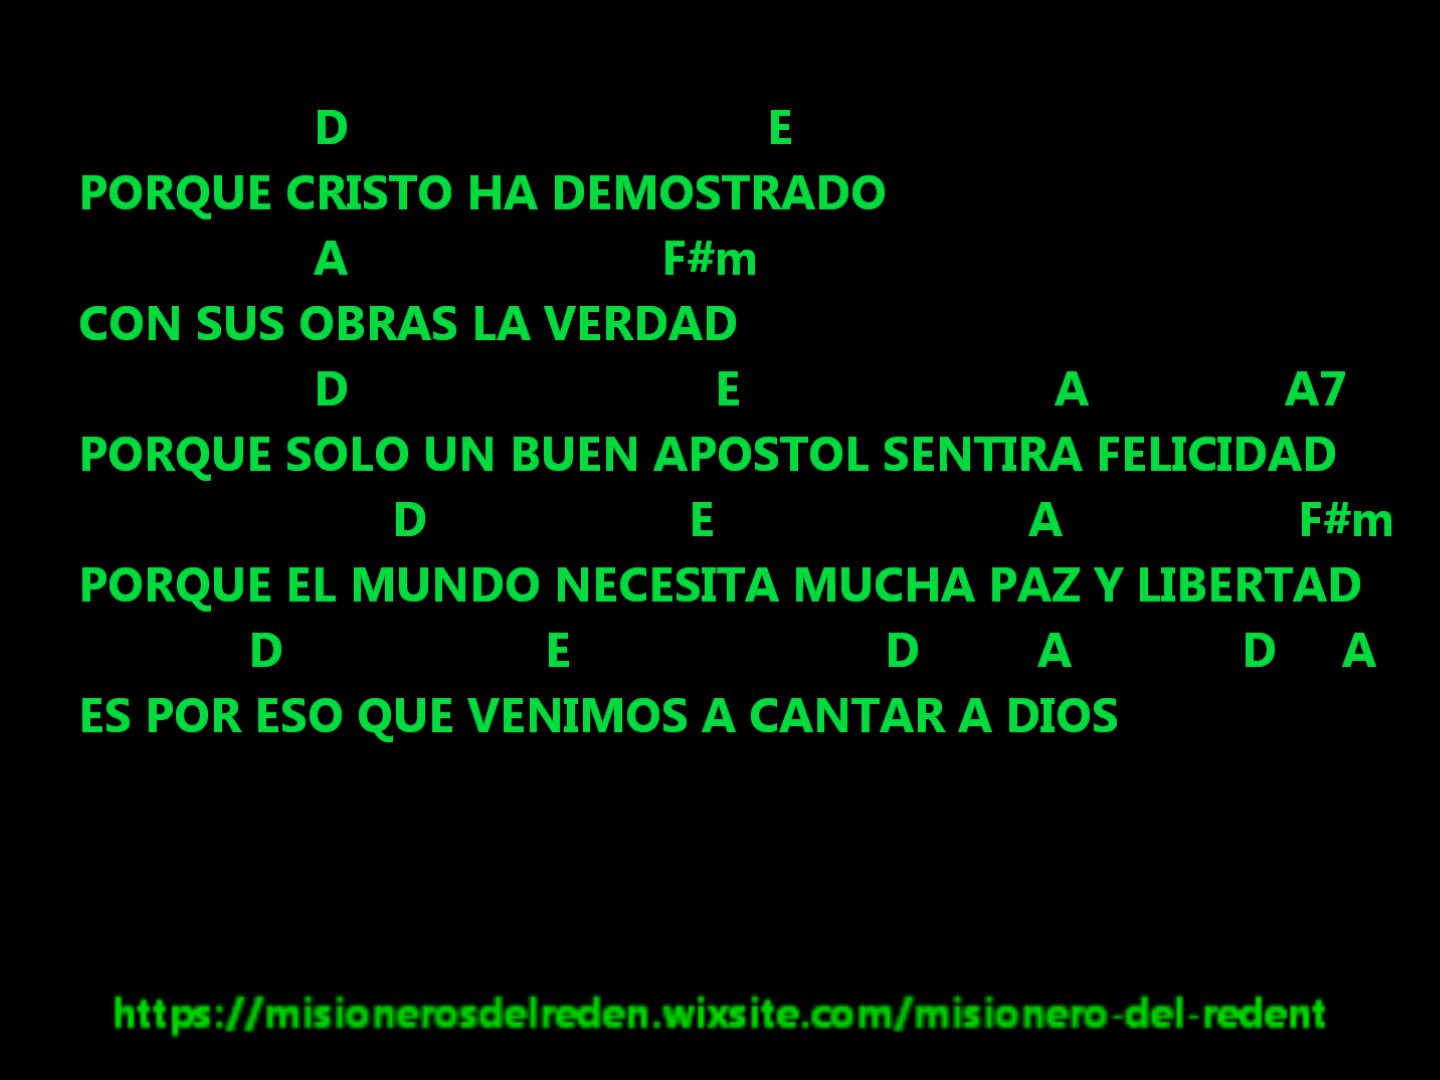 D E
PORQUE CRISTO HA DEMOSTRADO
A F#m
CON SUS OBRAS LA VERDAD
D E A A7
PORQUE SOLO UN BUEN APOSTOL SENTIRA FELICIDAD
D E A F#m
PORQUE EL MUNDO NECESITA MUCHA PAZ Y LIBERTAD
D E D A D A
ES POR ESO QUE VENIMOS A CANTAR A DIOS
https://misionerosdelreden.wixsite.com/misionero-del-redent